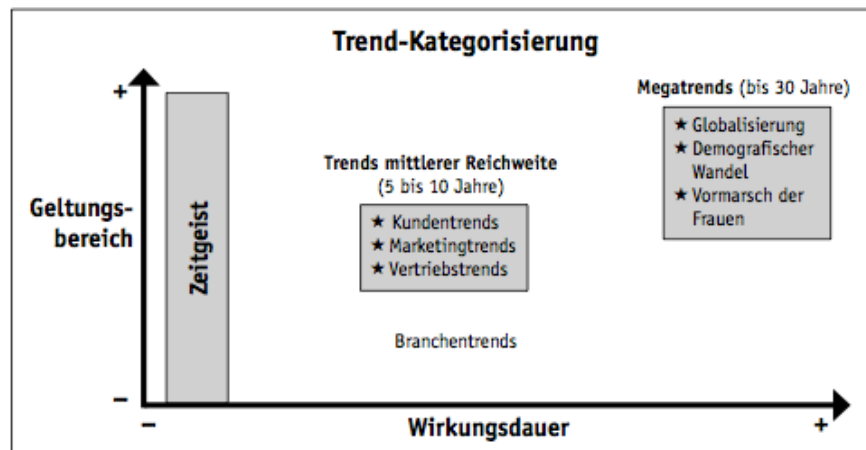 Trend-Kategorisierung
+
Megatrends (bis 30 Jahre)
★ Globalisierung
★ Demografischer
Wandel
★ Vormarsch der
Frauen
Trends mittlerer Reichweite
(5 bis 10 Jahre)
★ Kundentrends
★ Marketingtrends
★ Vertriebstrends
Geltungs-
bereich
Zeitgeist
Branchentrends
–
–
Wirkungsdauer
+